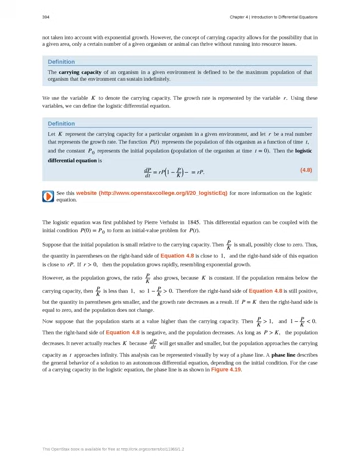 394
Chapter 4 | Introduction to Differential Equations
not taken into account with exponential growth. However, the concept of carrying capacity allows for the possibility that in
a given area, only a certain number of a given organism or animal can thrive without running into resource issues.
Definition
The carrying capacity of an organism in a given environment is defined to be the maximum population of that
organism that the environment can sustain indefinitely.
We use the variable K to denote the carrying capacity. The growth rate is represented by the variable r. Using these
variables, we can define the logistic differential equation.
Definition
Let K represent the carrying capacity for a particular organism in a given environment, and let r be a real number
that represents the growth rate. The function P(t) represents the population of this organism as a function of time t,
and the constant P₀ represents the initial population (population of the organism at time t = 0). Then the logistic
differential equation is
dP/dt = rP(1 − P/K) − = rP. (4.8)
See this website (http://www.openstaxcollege.org/l/20_logisticEq) for more information on the logistic
equation.
The logistic equation was first published by Pierre Verhulst in 1845. This differential equation can be coupled with the
initial condition P(0) = P₀ to form an initial-value problem for P(t).
Suppose that the initial population is small relative to the carrying capacity. Then P/K is small, possibly close to zero. Thus,
the quantity in parentheses on the right-hand side of Equation 4.8 is close to 1, and the right-hand side of this equation
is close to rP. If r > 0, then the population grows rapidly, resembling exponential growth.
However, as the population grows, the ratio P/K also grows, because K is constant. If the population remains below the
carrying capacity, then P/K is less than 1, so 1 − P/K > 0. Therefore the right-hand side of Equation 4.8 is still positive,
but the quantity in parentheses gets smaller, and the growth rate decreases as a result. If P = K then the right-hand side is
equal to zero, and the population does not change.
Now suppose that the population starts at a value higher than the carrying capacity. Then P/K > 1, and 1 − P/K < 0.
Then the right-hand side of Equation 4.8 is negative, and the population decreases. As long as P > K, the population
decreases. It never actually reaches K because dP/dt will get smaller and smaller, but the population approaches the carrying
capacity as t approaches infinity. This analysis can be represented visually by way of a phase line. A phase line describes
the general behavior of a solution to an autonomous differential equation, depending on the initial condition. For the case
of a carrying capacity in the logistic equation, the phase line is as shown in Figure 4.19.
This OpenStax book is available for free at http://cnx.org/content/col11965/1.2